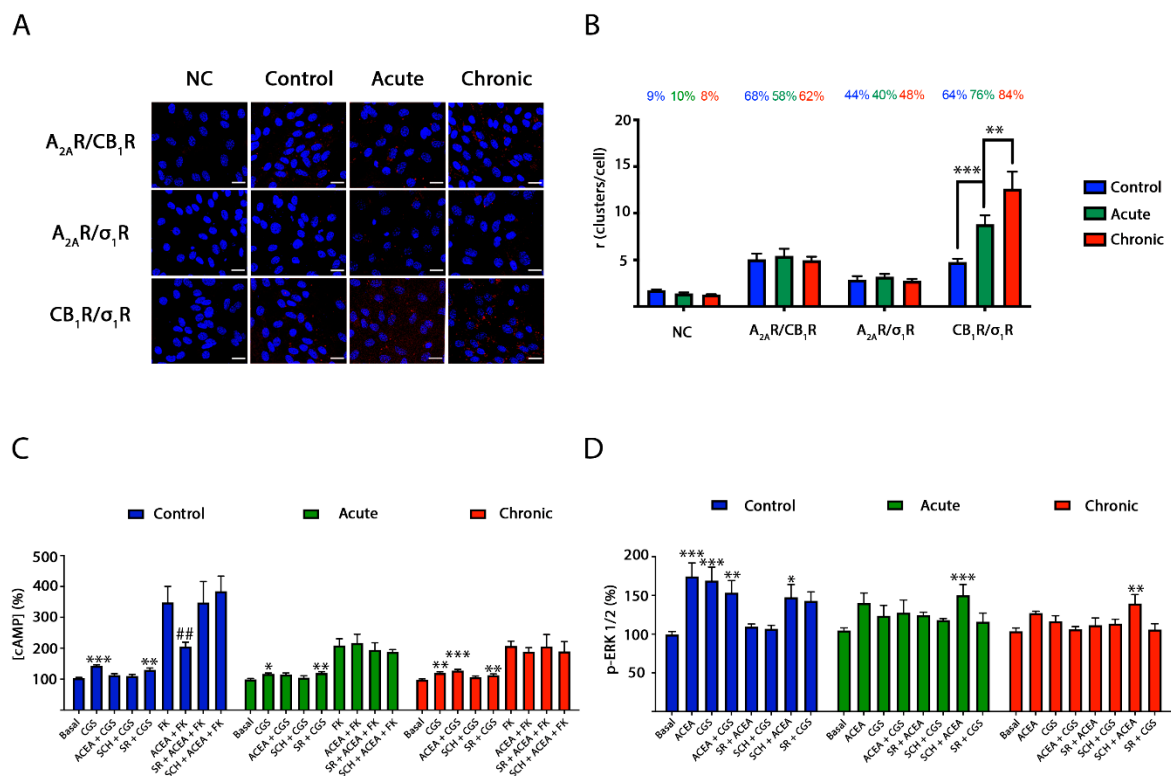 A
NC Control Acute Chronic
A2AR/CB1R
A2AR/σ1R
CB1R/σ1R
B
9% 10% 8% 68% 58% 62% 44% 40% 48% 64% 76% 84%
20
15
10
5
r (clusters/cell)
**
***
Control
Acute
Chronic
NC A2AR/CB1R A2AR/σ1R CB1R/σ1R
C
Control Acute Chronic
500
400
300
200
100
[cAMP] (%)
*** ** ## * ** ** *** **
Basal CGS ACEA + CGS SCH + CGS SR + CGS FK ACEA + FK SR + ACEA + FK SCH + ACEA + FK
Basal CGS ACEA + CGS SCH + CGS SR + CGS FK ACEA + FK SR + ACEA + FK SCH + ACEA + FK
Basal CGS ACEA + CGS SCH + CGS SR + CGS FK ACEA + FK SR + ACEA + FK SCH + ACEA + FK
D
Control Acute Chronic
200
150
100
50
p-ERK 1/2 (%)
*** *** ** * *** **
Basal ACEA CGS ACEA + CGS SR + ACEA SCH + CGS SCH + ACEA SR + CGS
Basal ACEA CGS ACEA + CGS SR + ACEA SCH + CGS SCH + ACEA SR + CGS
Basal ACEA CGS ACEA + CGS SR + ACEA SCH + CGS SCH + ACEA SR + CGS